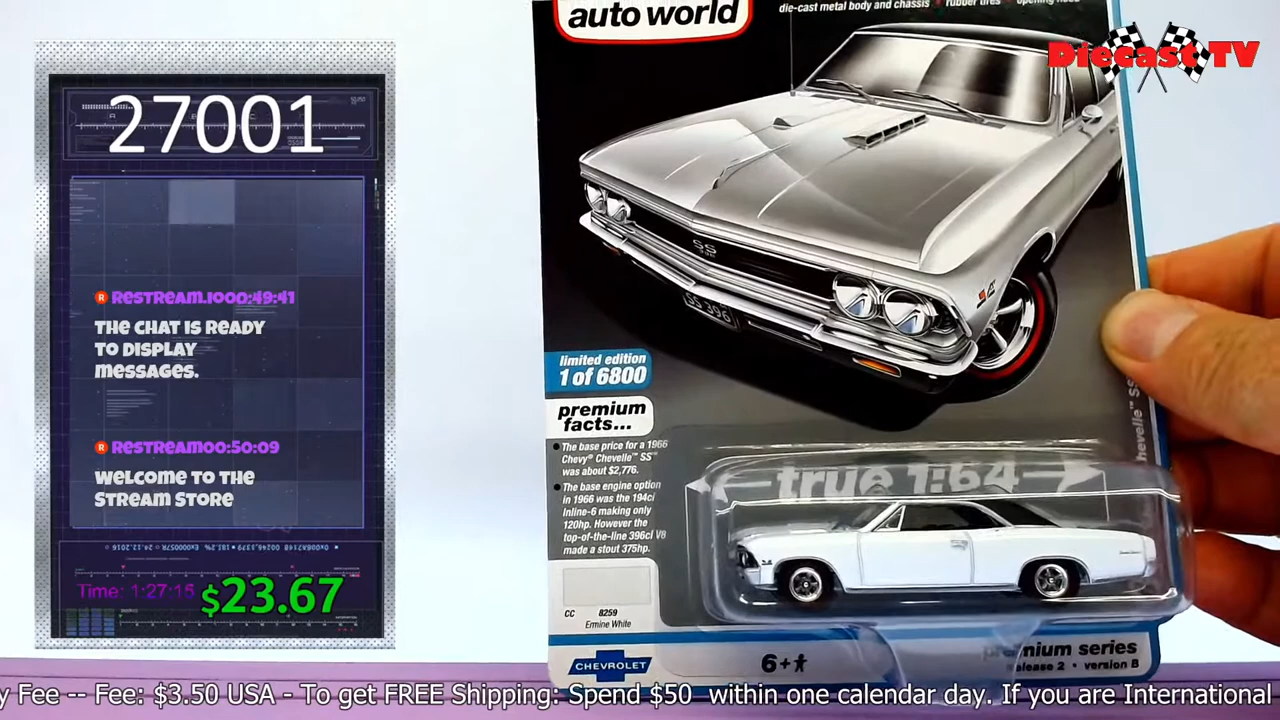 27001
Restream.io 00:49:41
The chat is ready
to display
messages.
Restream 00:50:09
Welcome to the
Stream Store
Time: 1:27:15
$23.67
auto world
die-cast metal body and chassis • rubber tires • opening hood
Diecast TV
SS
SS 396
limited edition
1 of 6800
premium
facts...
• The base price for a 1966
Chevy® Chevelle™ SS™
was about $2,776.
• The base engine option
in 1966 was the 194ci
Inline-6 making only
120hp. However the
top-of-the-line 396ci V8
made a stout 375hp.
true 1:64
CC 8259
Ermine White
CHEVROLET
6+
premium series
release 2 • version B
y Fee -- Fee: $3.50 USA - To get FREE Shipping: Spend $50 within one calendar day. If you are International